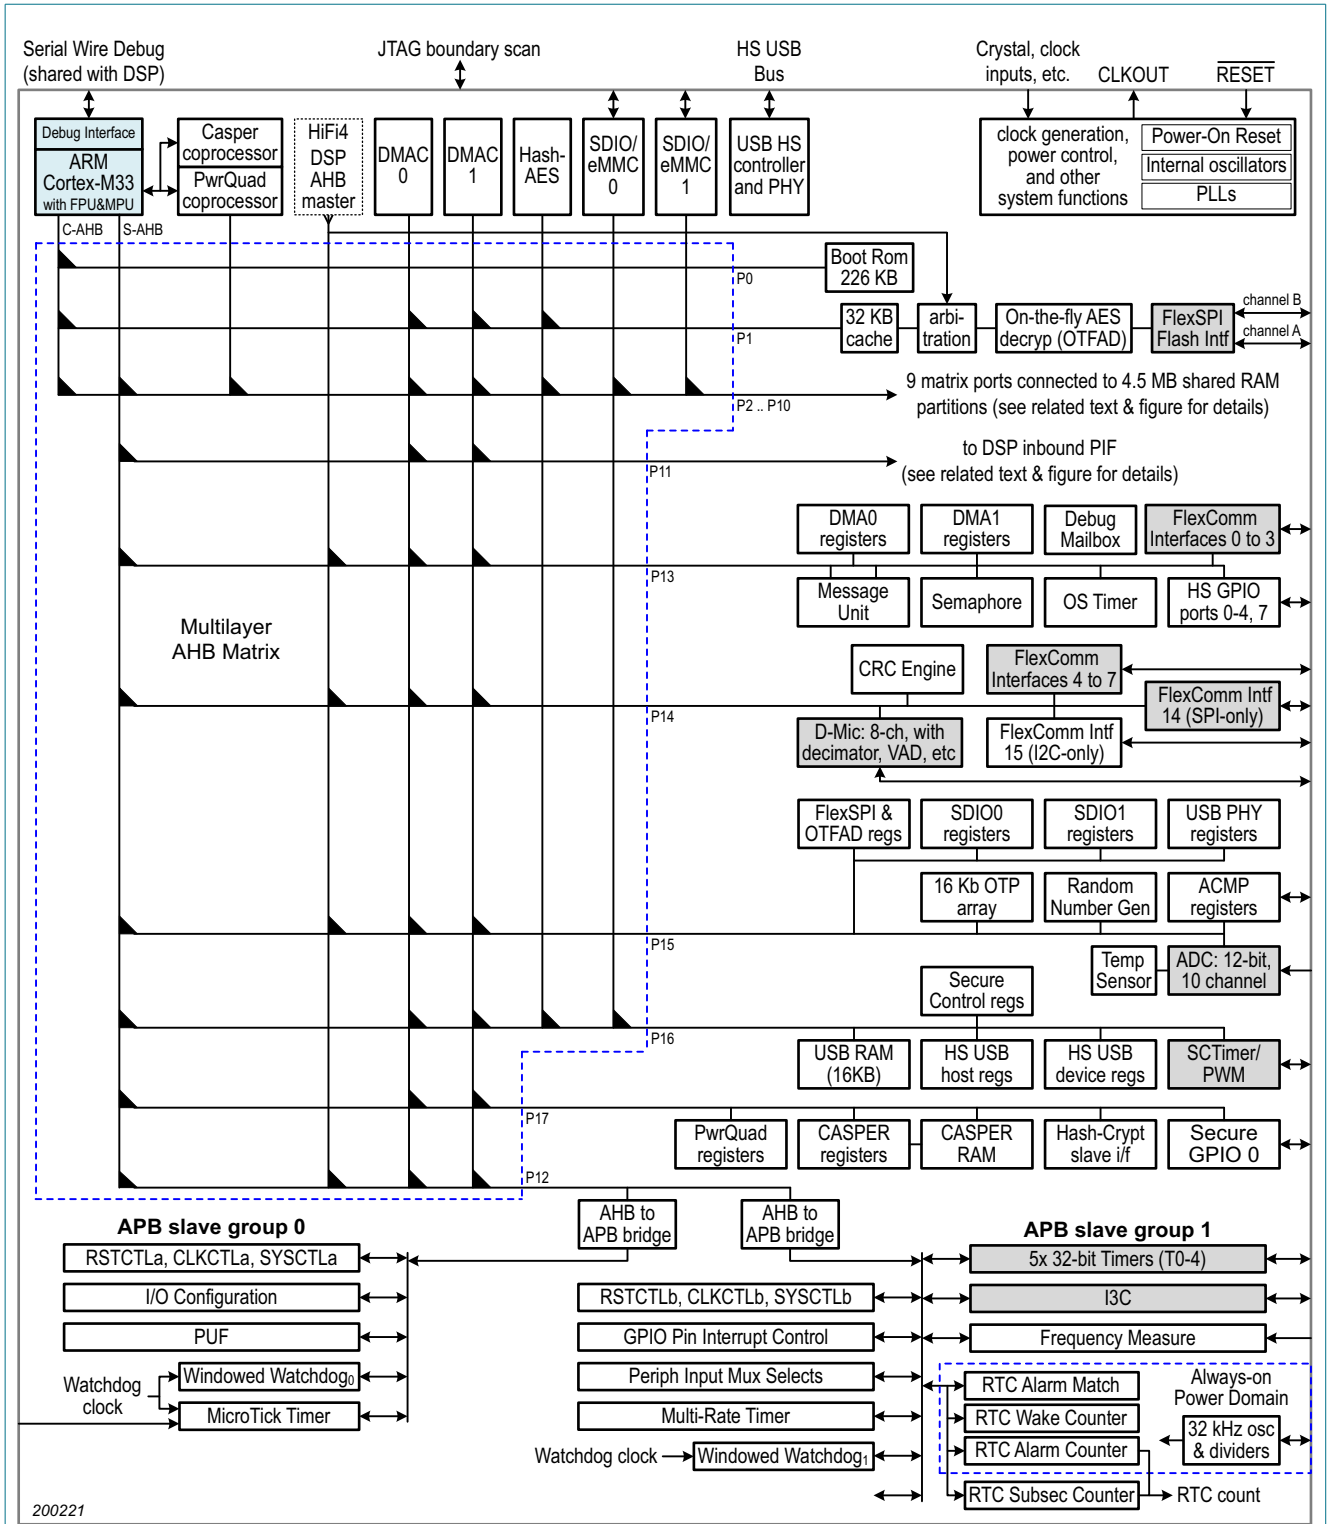 Serial Wire Debug
(shared with DSP)
JTAG boundary scan
HS USB
Bus
Crystal, clock
inputs, etc.
CLKOUT
RESET
Debug Interface
ARM
Cortex-M33
with FPU&MPU
Casper
coprocessor
PwrQuad
coprocessor
HiFi4
DSP
AHB
master
DMAC
0
DMAC
1
Hash-
AES
SDIO/
eMMC
0
SDIO/
eMMC
1
USB HS
controller
and PHY
clock generation,
power control,
and other
system functions
Power-On Reset
Internal oscillators
PLLs
C-AHB
S-AHB
Boot Rom
226 KB
P0
32 KB
cache
arbi-
tration
On-the-fly AES
decryp (OTFAD)
FlexSPI
Flash Intf
channel B
channel A
P1
9 matrix ports connected to 4.5 MB shared RAM
partitions (see related text & figure for details)
P2 .. P10
to DSP inbound PIF
(see related text & figure for details)
P11
DMA0
registers
DMA1
registers
Debug
Mailbox
FlexComm
Interfaces 0 to 3
P13
Message
Unit
Semaphore
OS Timer
HS GPIO
ports 0-4, 7
Multilayer
AHB Matrix
CRC Engine
FlexComm
Interfaces 4 to 7
FlexComm Intf
14 (SPI-only)
P14
D-Mic: 8-ch, with
decimator, VAD, etc
FlexComm Intf
15 (I2C-only)
FlexSPI &
OTFAD regs
SDIO0
registers
SDIO1
registers
USB PHY
registers
16 Kb OTP
array
Random
Number Gen
ACMP
registers
P15
Temp
Sensor
ADC: 12-bit,
10 channel
Secure
Control regs
P16
USB RAM
(16KB)
HS USB
host regs
HS USB
device regs
SCTimer/
PWM
P17
PwrQuad
registers
CASPER
registers
CASPER
RAM
Hash-Crypt
slave i/f
Secure
GPIO 0
P12
AHB to
APB bridge
AHB to
APB bridge
APB slave group 0
RSTCTLa, CLKCTLa, SYSCTLa
I/O Configuration
PUF
Windowed Watchdog0
MicroTick Timer
Watchdog
clock
RSTCTLb, CLKCTLb, SYSCTLb
GPIO Pin Interrupt Control
Periph Input Mux Selects
Multi-Rate Timer
Watchdog clock
Windowed Watchdog1
APB slave group 1
5x 32-bit Timers (T0-4)
I3C
Frequency Measure
RTC Alarm Match
RTC Wake Counter
RTC Alarm Counter
RTC Subsec Counter
Always-on
Power Domain
32 kHz osc
& dividers
RTC count
200221